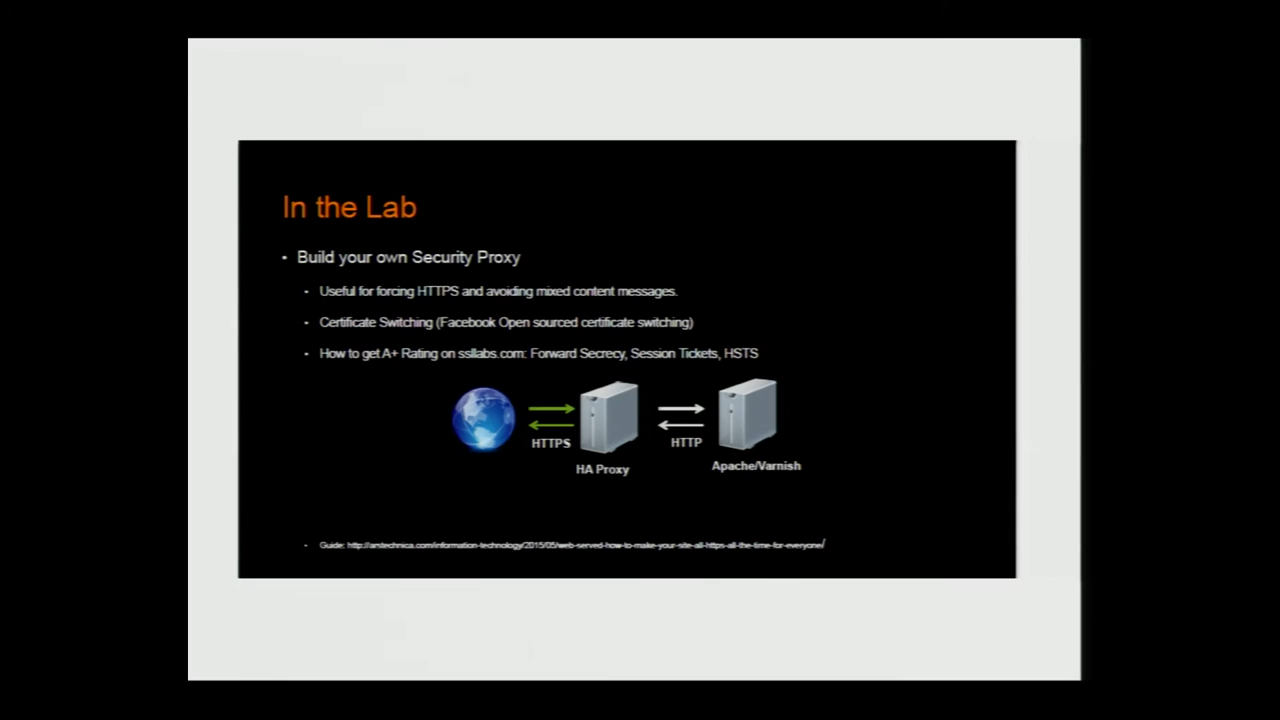 In the Lab
• Build your own Security Proxy
• Useful for forcing HTTPS and avoiding mixed content messages.
• Certificate Switching (Facebook Open sourced certificate switching)
• How to get A+ Rating on ssllabs.com: Forward Secrecy, Session Tickets, HSTS
HTTPS
HTTP
HA Proxy
Apache/Varnish
• Guide: http://arstechnica.com/information-technology/2015/05/web-served-how-to-make-your-site-all-https-all-the-time-for-everyone/